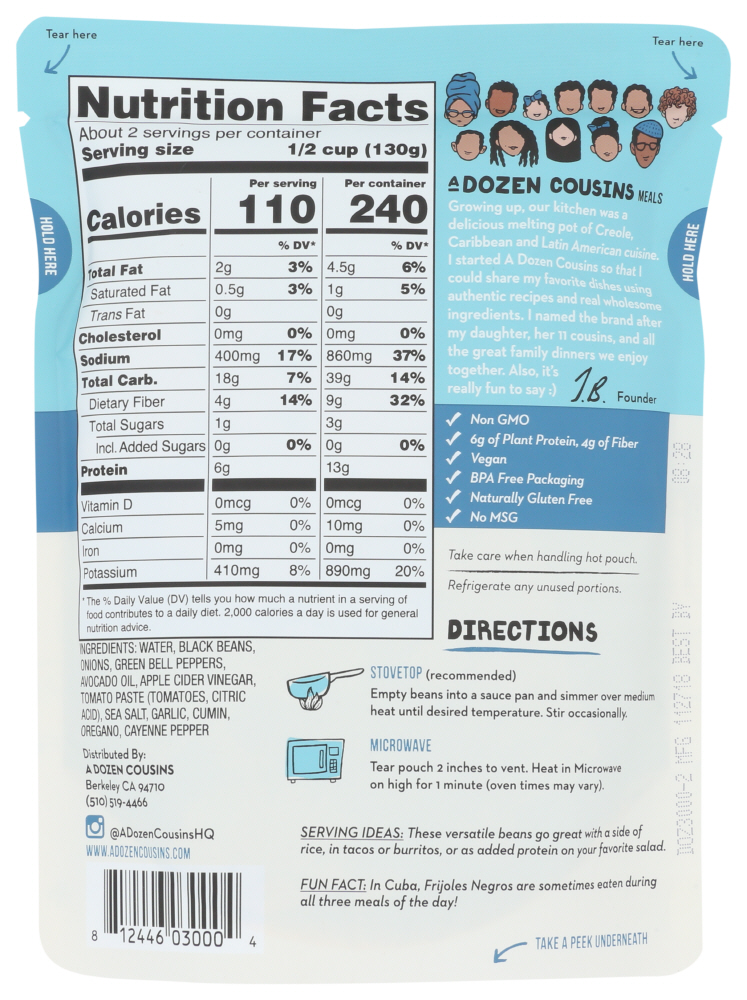 Tear here
Tear here
HOLD HERE
HOLD HERE
Nutrition Facts
About 2 servings per container
Serving size 1/2 cup (130g)
Per serving Per container
Calories 110 240
% DV* % DV*
Total Fat 2g 3% 4.5g 6%
Saturated Fat 0.5g 3% 1g 5%
Trans Fat 0g 0g
Cholesterol 0mg 0% 0mg 0%
Sodium 400mg 17% 860mg 37%
Total Carb. 18g 7% 39g 14%
Dietary Fiber 4g 14% 9g 32%
Total Sugars 1g 3g
Incl. Added Sugars 0g 0% 0g 0%
Protein 6g 13g
Vitamin D 0mcg 0% 0mcg 0%
Calcium 5mg 0% 10mg 0%
Iron 0mg 0% 0mg 0%
Potassium 410mg 8% 890mg 20%
*The % Daily Value (DV) tells you how much a nutrient in a serving of
food contributes to a daily diet. 2,000 calories a day is used for general
nutrition advice.
INGREDIENTS: WATER, BLACK BEANS,
ONIONS, GREEN BELL PEPPERS,
AVOCADO OIL, APPLE CIDER VINEGAR,
TOMATO PASTE (TOMATOES, CITRIC
ACID), SEA SALT, GARLIC, CUMIN,
OREGANO, CAYENNE PEPPER
Distributed By:
A DOZEN COUSINS
Berkeley CA 94710
(510) 519-4466
@ADozenCousinsHQ
WWW.ADOZENCOUSINS.COM
8 12446 03000 4
A DOZEN COUSINS MEALS
Growing up, our kitchen was a
delicious melting pot of Creole,
Caribbean and Latin American cuisine.
I started A Dozen Cousins so that I
could share my favorite dishes using
authentic recipes and real wholesome
ingredients. I named the brand after
my daughter, her 11 cousins, and all
the great family dinners we enjoy
together. Also, it's
really fun to say :) J.B. Founder
Non GMO
6g of Plant Protein, 4g of Fiber
Vegan
BPA Free Packaging
Naturally Gluten Free
No MSG
Take care when handling hot pouch.
Refrigerate any unused portions.
DIRECTIONS
STOVETOP (recommended)
Empty beans into a sauce pan and simmer over medium
heat until desired temperature. Stir occasionally.
MICROWAVE
Tear pouch 2 inches to vent. Heat in Microwave
on high for 1 minute (oven times may vary).
SERVING IDEAS: These versatile beans go great with a side of
rice, in tacos or burritos, or as added protein on your favorite salad.
FUN FACT: In Cuba, Frijoles Negros are sometimes eaten during
all three meals of the day!
TAKE A PEEK UNDERNEATH
DOZ3000-2 MFG 112718 BEST BY
08:28